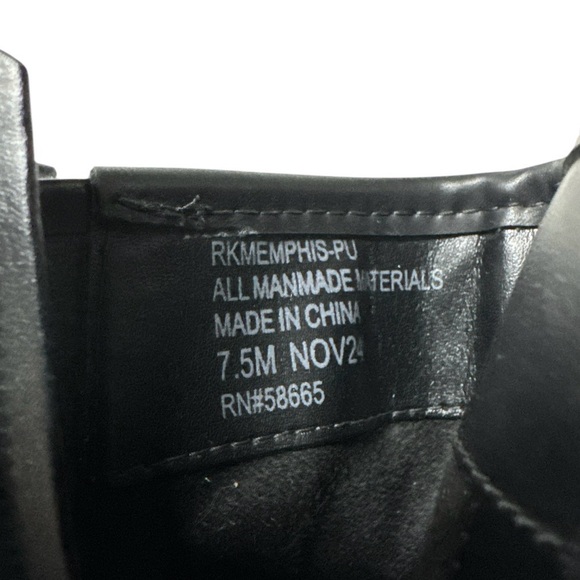 RKMEMPHIS-PU
ALL MANMADE MATERIALS
MADE IN CHINA
7.5M NOV24
RN#58665